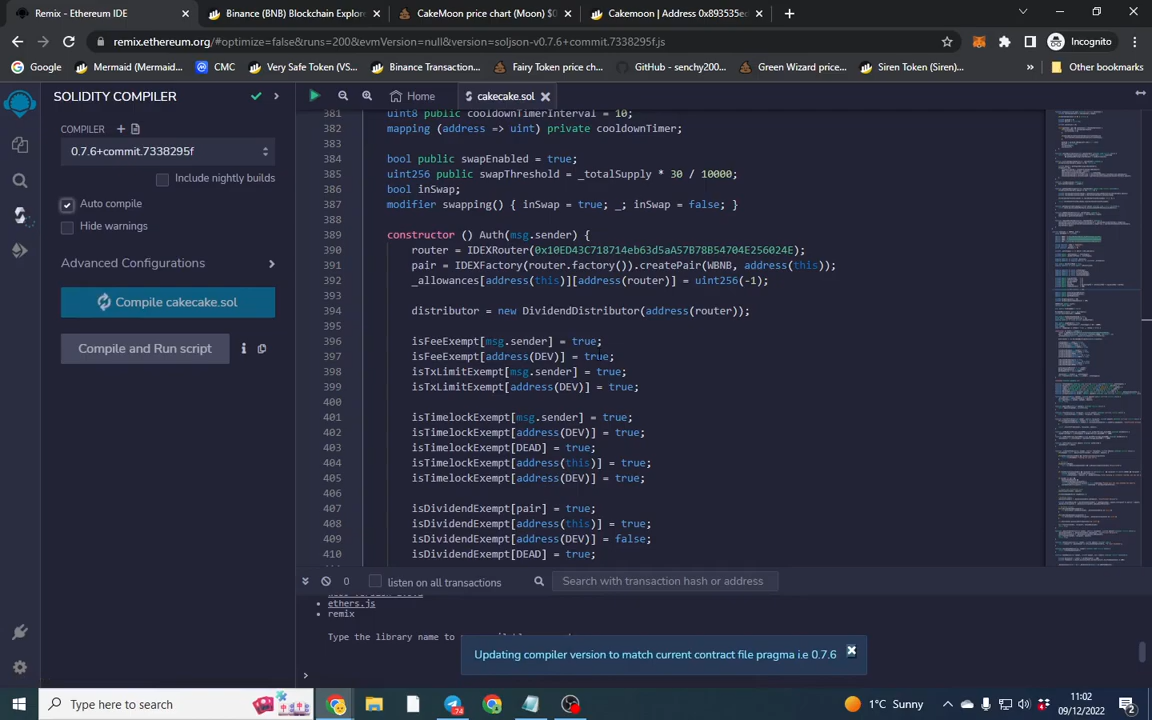 Remix - Ethereum IDE
Binance (BNB) Blockchain Explore
CakeMoon price chart (Moon) $0
Cakemoon | Address 0x893535ec
remix.ethereum.org/#optimize=false&runs=200&evmVersion=null&version=soljson-v0.7.6+commit.7338295f.js
Incognito
Google
Mermaid (Mermaid...
CMC
Very Safe Token (VS...
Binance Transaction...
Fairy Token price ch...
GitHub - senchy200...
Green Wizard price...
Siren Token (Siren)...
Other bookmarks
SOLIDITY COMPILER
COMPILER
0.7.6+commit.7338295f
Include nightly builds
Auto compile
Hide warnings
Advanced Configurations
Compile cakecake.sol
Compile and Run script
Home
cakecake.sol
381 uint8 public cooldownTimerInterval = 10;
382 mapping (address => uint) private cooldownTimer;
383
384 bool public swapEnabled = true;
385 uint256 public swapThreshold = _totalSupply * 30 / 10000;
386 bool inSwap;
387 modifier swapping() { inSwap = true; _; inSwap = false; }
388
389 constructor () Auth(msg.sender) {
390 router = IDEXRouter(0x10ED43C718714eb63d5aA57B78B54704E256024E);
391 pair = IDEXFactory(router.factory()).createPair(WBNB, address(this));
392 _allowances[address(this)][address(router)] = uint256(-1);
393
394 distributor = new DividendDistributor(address(router));
395
396 isFeeExempt[msg.sender] = true;
397 isFeeExempt[address(DEV)] = true;
398 isTxLimitExempt[msg.sender] = true;
399 isTxLimitExempt[address(DEV)] = true;
400
401 isTimelockExempt[msg.sender] = true;
402 isTimelockExempt[address(DEV)] = true;
403 isTimelockExempt[DEAD] = true;
404 isTimelockExempt[address(this)] = true;
405 isTimelockExempt[address(DEV)] = true;
406
407 isDividendExempt[pair] = true;
408 isDividendExempt[address(this)] = true;
409 isDividendExempt[address(DEV)] = false;
410 isDividendExempt[DEAD] = true;
0
listen on all transactions
Search with transaction hash or address
ethers.js
remix
Type the library name to
Updating compiler version to match current contract file pragma i.e 0.7.6
>
Type here to search
74
1°C Sunny
11:02
09/12/2022
2